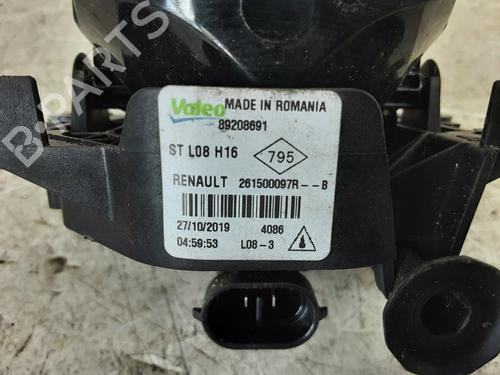 Valeo MADE IN ROMANIA
89208691
ST L08 H16 795
RENAULT 261500097R--B
27/10/2019 4086
04:59:53 L08-3
B-PARTS